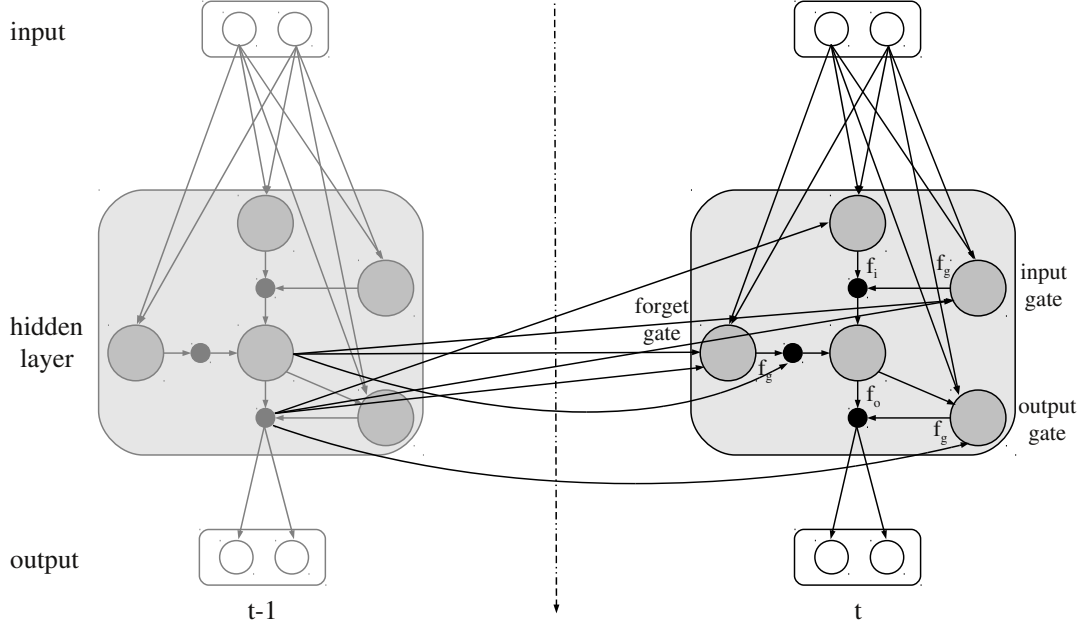 input
f_i
f_g
input
gate
forget
gate
hidden
layer
f_g
f_o
output
gate
f_g
output
t-1
t